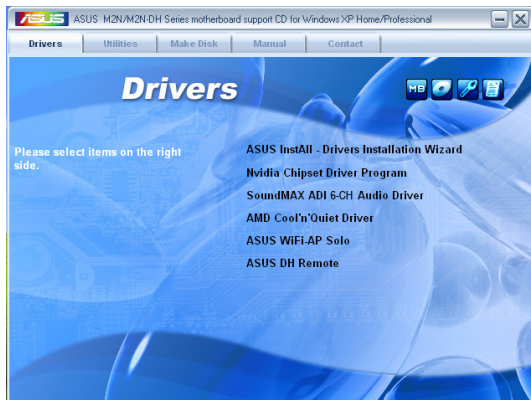 ASUS M2N/M2N-DH Series motherboard support CD for Windows XP Home/Professional
Drivers Utilities Make Disk Manual Contact
Drivers
MB
Please select items on the right
side.
ASUS InstAll - Drivers Installation Wizard
Nvidia Chipset Driver Program
SoundMAX ADI 6-CH Audio Driver
AMD Cool'n'Quiet Driver
ASUS WiFi-AP Solo
ASUS DH Remote